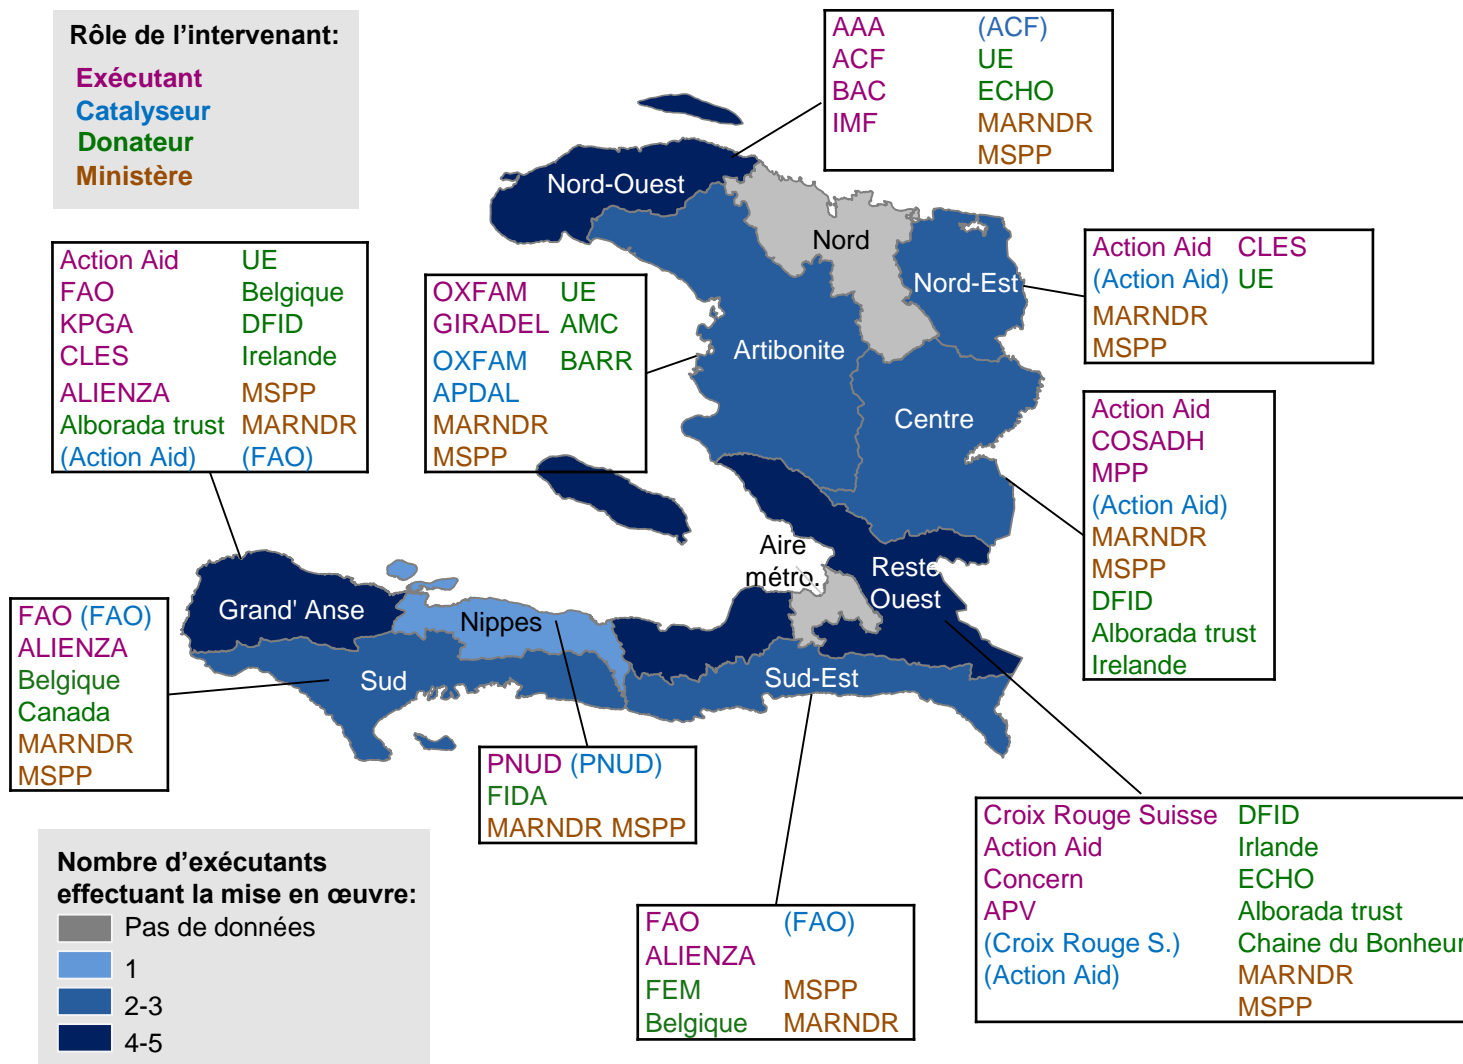 Rôle de l’intervenant:
Exécutant
Catalyseur
Donateur
Ministère
AAA (ACF)
ACF UE
BAC ECHO
IMF MARNDR
MSPP
Nord-Ouest
Nord
Nord-Est
Artibonite
Centre
Aire
métro.
Reste
Ouest
Grand' Anse
Nippes
Sud
Sud-Est
Action Aid UE
FAO Belgique
KPGA DFID
CLES Irelande
ALIENZA MSPP
Alborada trust MARNDR
(Action Aid) (FAO)
OXFAM UE
GIRADEL AMC
OXFAM BARR
APDAL
MARNDR
MSPP
Action Aid CLES
(Action Aid) UE
MARNDR
MSPP
Action Aid
COSADH
MPP
(Action Aid)
MARNDR
MSPP
DFID
Alborada trust
Irelande
FAO (FAO)
ALIENZA
Belgique
Canada
MARNDR
MSPP
PNUD (PNUD)
FIDA
MARNDR MSPP
Croix Rouge Suisse DFID
Action Aid Irlande
Concern ECHO
APV Alborada trust
(Croix Rouge S.) Chaine du Bonheur
(Action Aid) MARNDR
MSPP
FAO (FAO)
ALIENZA
FEM MSPP
Belgique MARNDR
Nombre d’exécutants
effectuant la mise en œuvre:
Pas de données
1
2-3
4-5